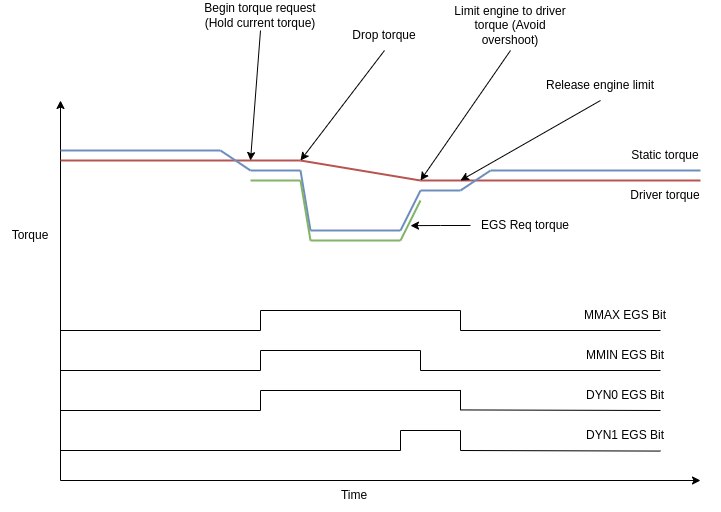 Begin torque request
(Hold current torque)
Drop torque
Limit engine to driver
torque (Avoid
overshoot)
Release engine limit
Static torque
Driver torque
EGS Req torque
Torque
MMAX EGS Bit
MMIN EGS Bit
DYN0 EGS Bit
DYN1 EGS Bit
Time